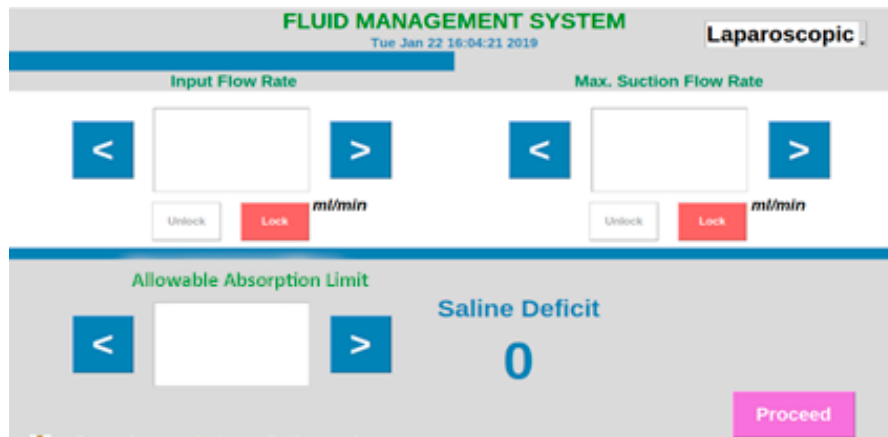 FLUID MANAGEMENT SYSTEM
Tue Jan 22 16:04:21 2019
Laparoscopic
Input Flow Rate
Max. Suction Flow Rate
< >
< >
Unlock Lock ml/min
Unlock Lock ml/min
Allowable Absorption Limit
Saline Deficit
< >
0
Proceed